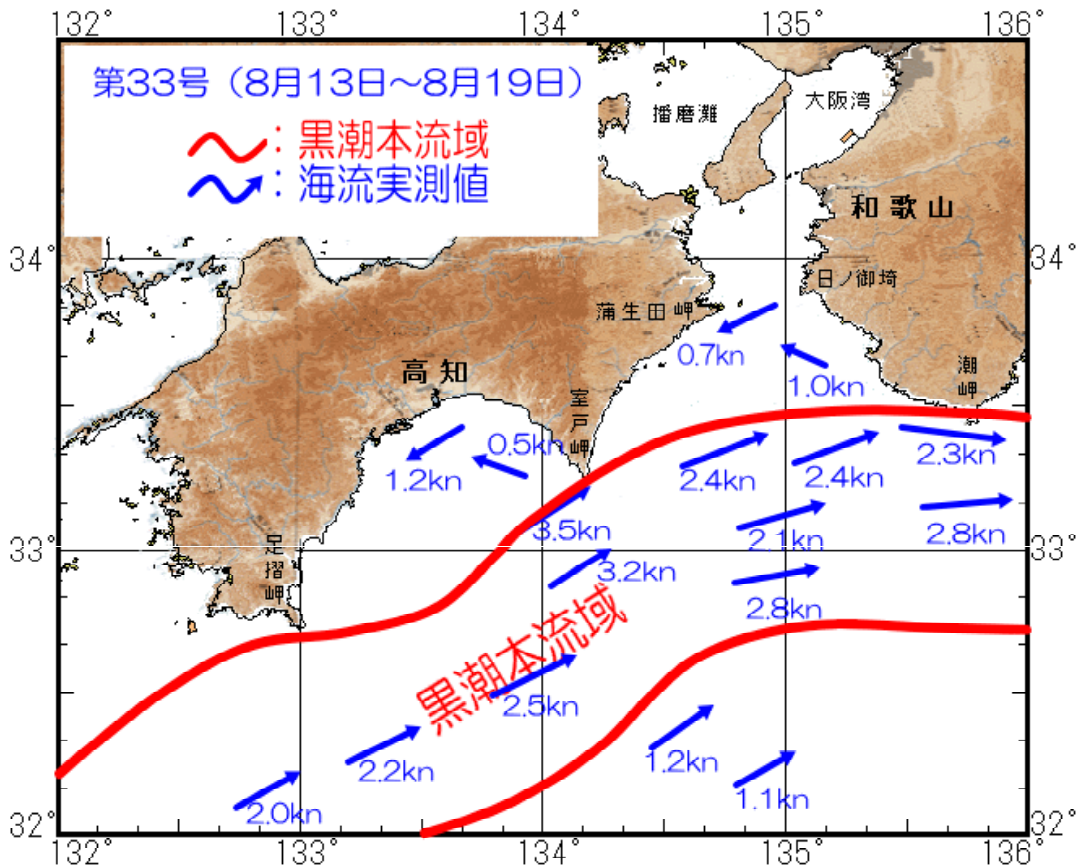 132° 133° 134° 135° 136°
第33号（8月13日～8月19日）
：黒潮本流域
：海流実測値
播磨灘
大阪湾
和歌山
34° 34°
日ノ御埼
蒲生田岬
0.7kn
潮岬
高知
1.0kn
室戸岬
0.5kn
1.2kn
2.4kn
2.4kn
2.3kn
3.5kn
2.1kn
2.8kn
33° 33°
足摺岬
3.2kn
2.8kn
黒潮本流域
2.5kn
2.2kn
1.2kn
2.0kn
1.1kn
32° 32°
132° 133° 134° 135° 136°